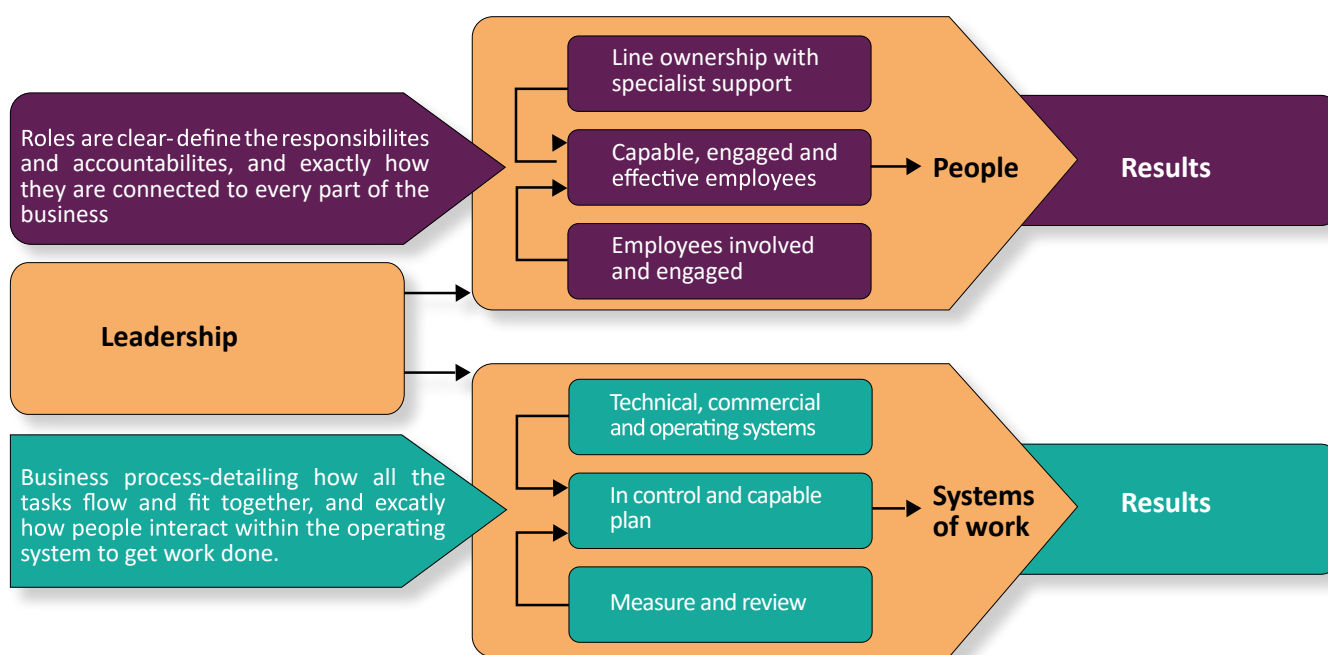 Roles are clear- define the responsibilites
and accountabilites, and exactly how
they are connected to every part of the
business
Line ownership with
specialist support
Capable, engaged and
effective employees
Employees involved
and engaged
People
Results
Leadership
Business process-detailing how all the
tasks flow and fit together, and excatly
how people interact within the operating
system to get work done.
Technical, commercial
and operating systems
In control and capable
plan
Measure and review
Systems
of work
Results